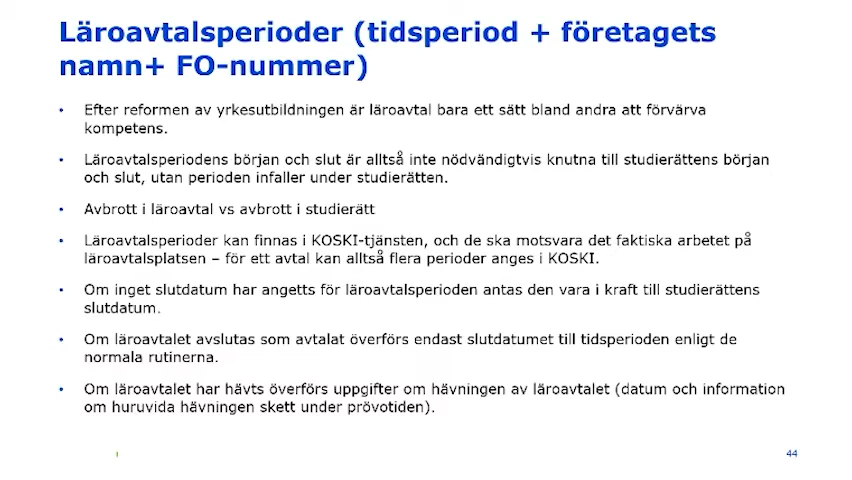 Läroavtalsperioder (tidsperiod + företagets
namn+ FO-nummer)
• Efter reformen av yrkesutbildningen är läroavtal bara ett sätt bland andra att förvärva
kompetens.
• Läroavtalsperiodens början och slut är alltså inte nödvändigtvis knutna till studierättens början
och slut, utan perioden infaller under studierätten.
• Avbrott i läroavtal vs avbrott i studierätt
• Läroavtalsperioder kan finnas i KOSKI-tjänsten, och de ska motsvara det faktiska arbetet på
läroavtalsplatsen – för ett avtal kan alltså flera perioder anges i KOSKI.
• Om inget slutdatum har angetts för läroavtalsperioden antas den vara i kraft till studierättens
slutdatum.
• Om läroavtalet avslutas som avtalat överförs endast slutdatumet till tidsperioden enligt de
normala rutinerna.
• Om läroavtalet har hävts överförs uppgifter om hävningen av läroavtalet (datum och information
om huruvida hävningen skett under prövotiden).
44